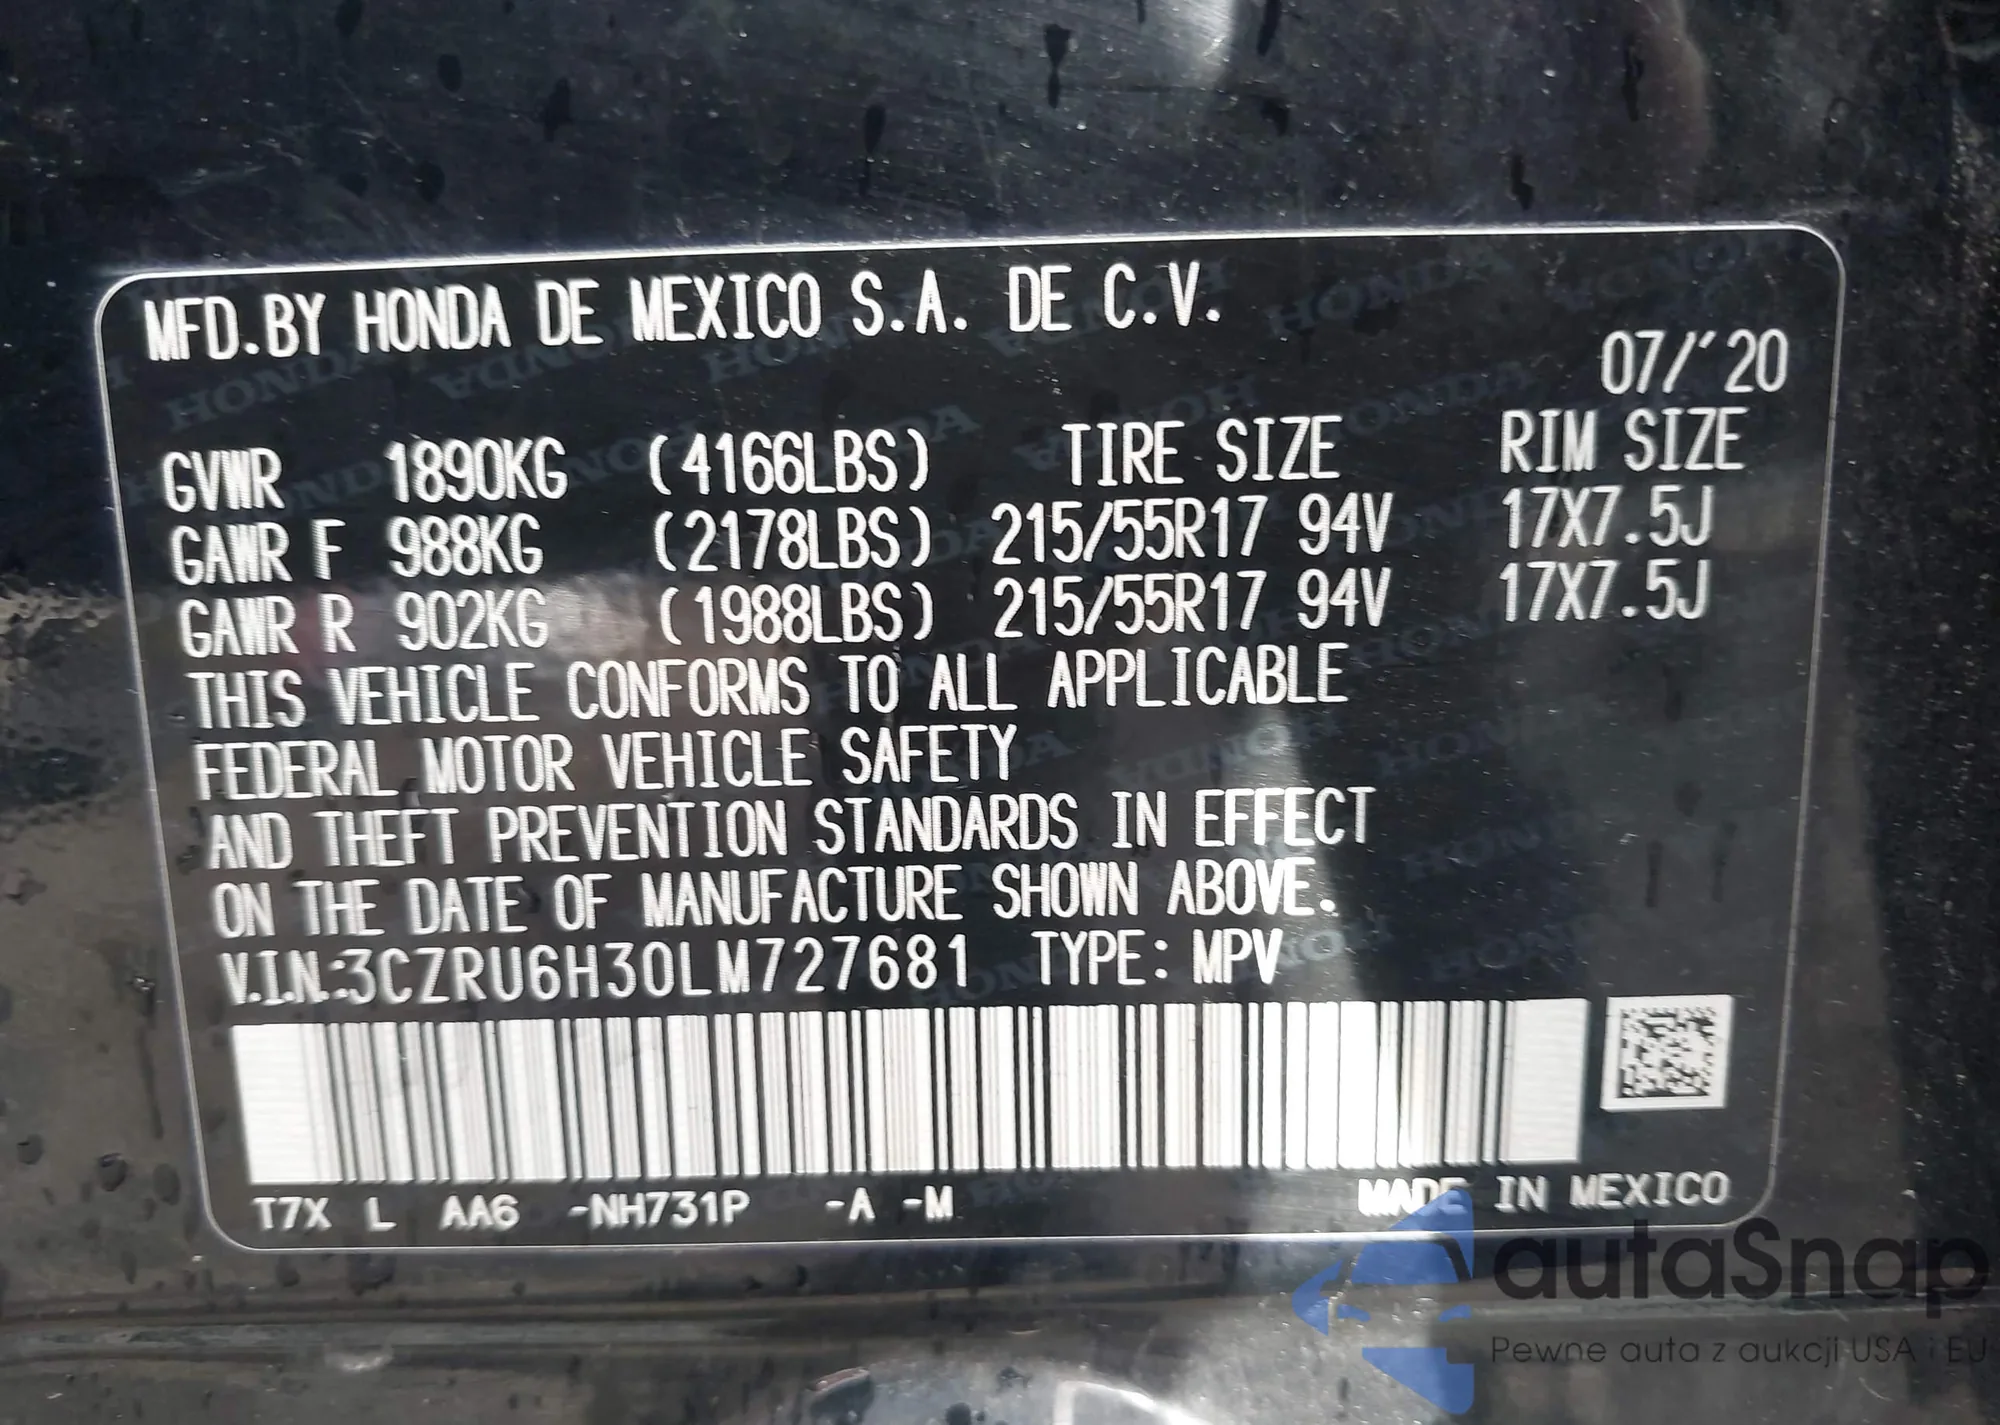 MFD.BY HONDA DE MEXICO S.A. DE C.V.
07/'20
GVWR 1890KG (4166LBS) TIRE SIZE RIM SIZE
GAWR F 988KG (2178LBS) 215/55R17 94V 17X7.5J
GAWR R 902KG (1988LBS) 215/55R17 94V 17X7.5J
THIS VEHICLE CONFORMS TO ALL APPLICABLE
FEDERAL MOTOR VEHICLE SAFETY
AND THEFT PREVENTION STANDARDS IN EFFECT
ON THE DATE OF MANUFACTURE SHOWN ABOVE.
V.I.N.:3CZRU6H30LM727681 TYPE: MPV
T7X L AA6 -NH731P -A -M MADE IN MEXICO
autaSnap
Pewne auta z aukcji USA i EU